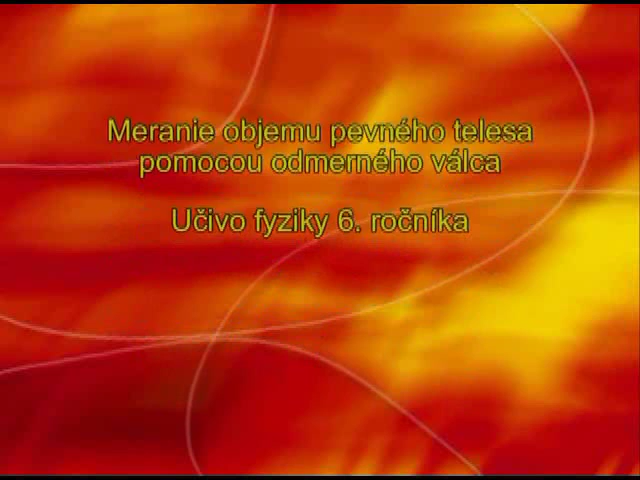 Meranie objemu pevného telesa
pomocou odmerného válca
Učivo fyziky 6. ročníka